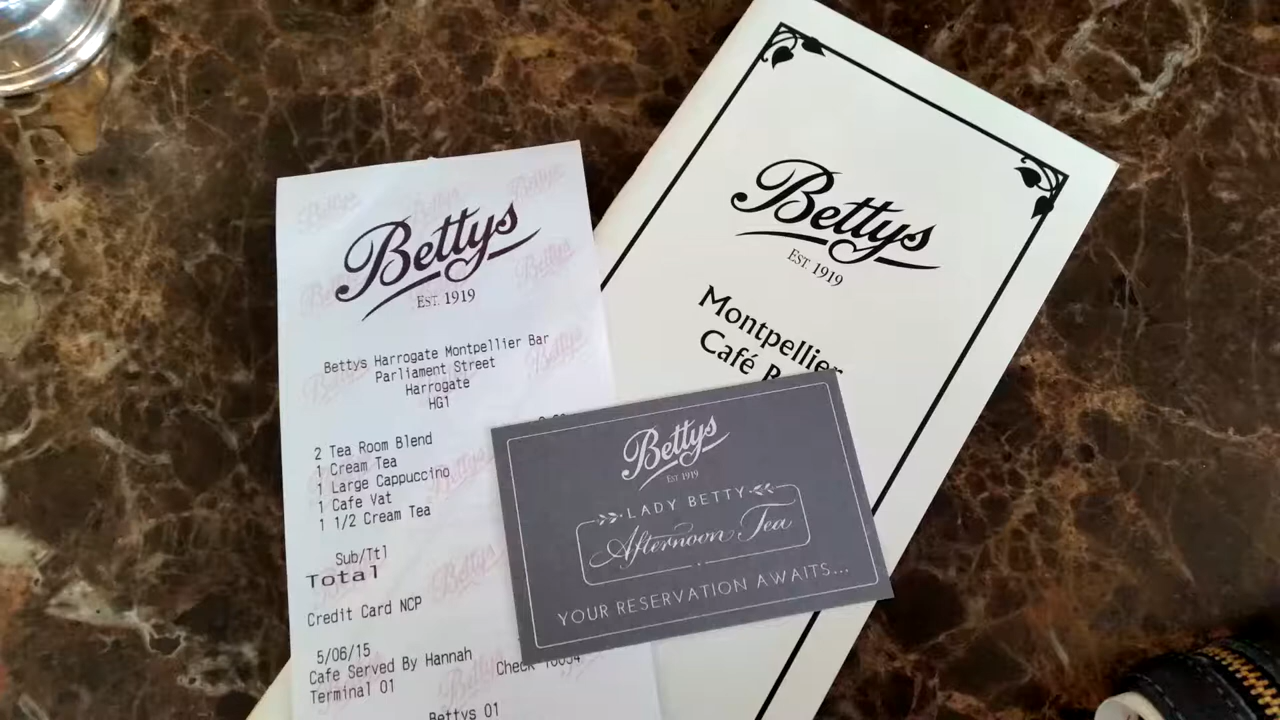 Bettys
EST. 1919
Bettys Harrogate Montpellier Bar
Parliament Street
Harrogate
HG1
2 Tea Room Blend
1 Cream Tea
1 Large Cappuccino
1 Cafe Vat
1 1/2 Cream Tea
Sub/Ttl
Total
Credit Card NCP
5/06/15
Cafe Served By Hannah
Terminal 01 Check
Bettys 01
Bettys
EST. 1919
Montpellier
Café
Bettys
EST 1919
LADY BETTY
Afternoon Tea
YOUR RESERVATION AWAITS...